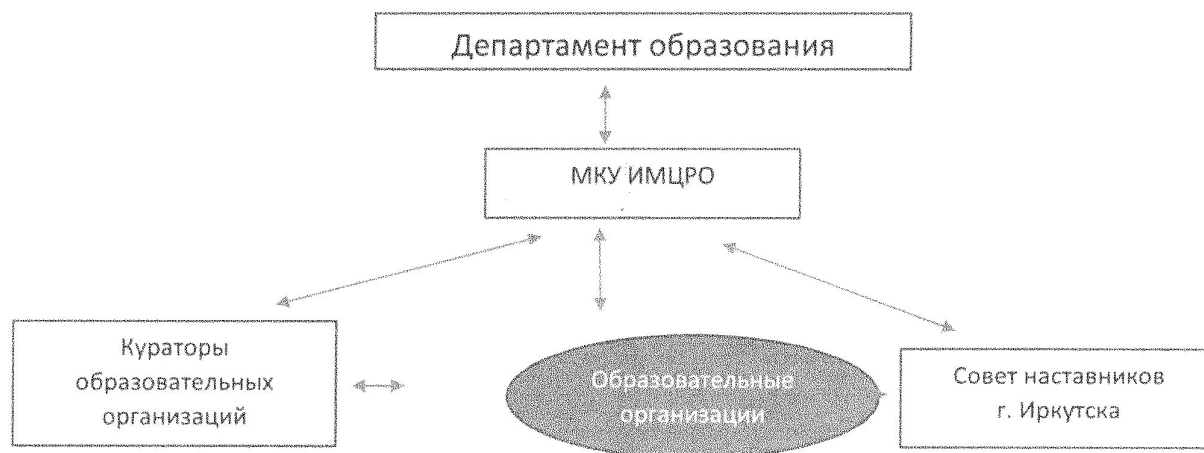 Департамент образования
МКУ ИМЦРО
Кураторы
образовательных
организаций
Образовательные
организации
Совет наставников
г. Иркутска